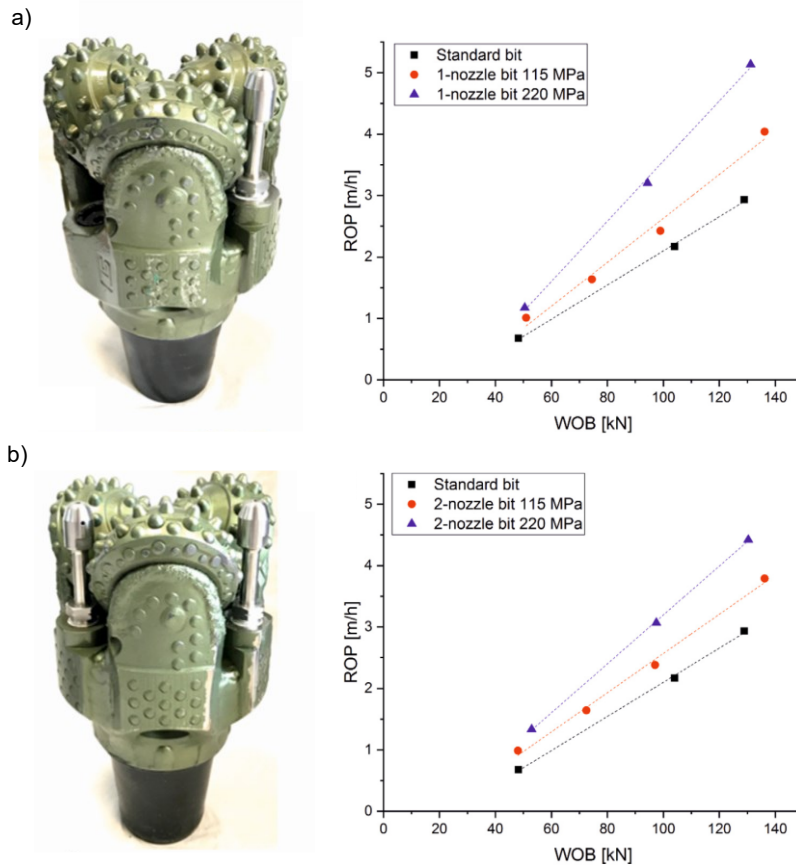 a)
Standard bit
1-nozzle bit 115 MPa
1-nozzle bit 220 MPa
5
4
3
2
1
0
ROP [m/h]
0 20 40 60 80 100 120 140
WOB [kN]
b)
Standard bit
2-nozzle bit 115 MPa
2-nozzle bit 220 MPa
5
4
3
2
1
0
ROP [m/h]
0 20 40 60 80 100 120 140
WOB [kN]